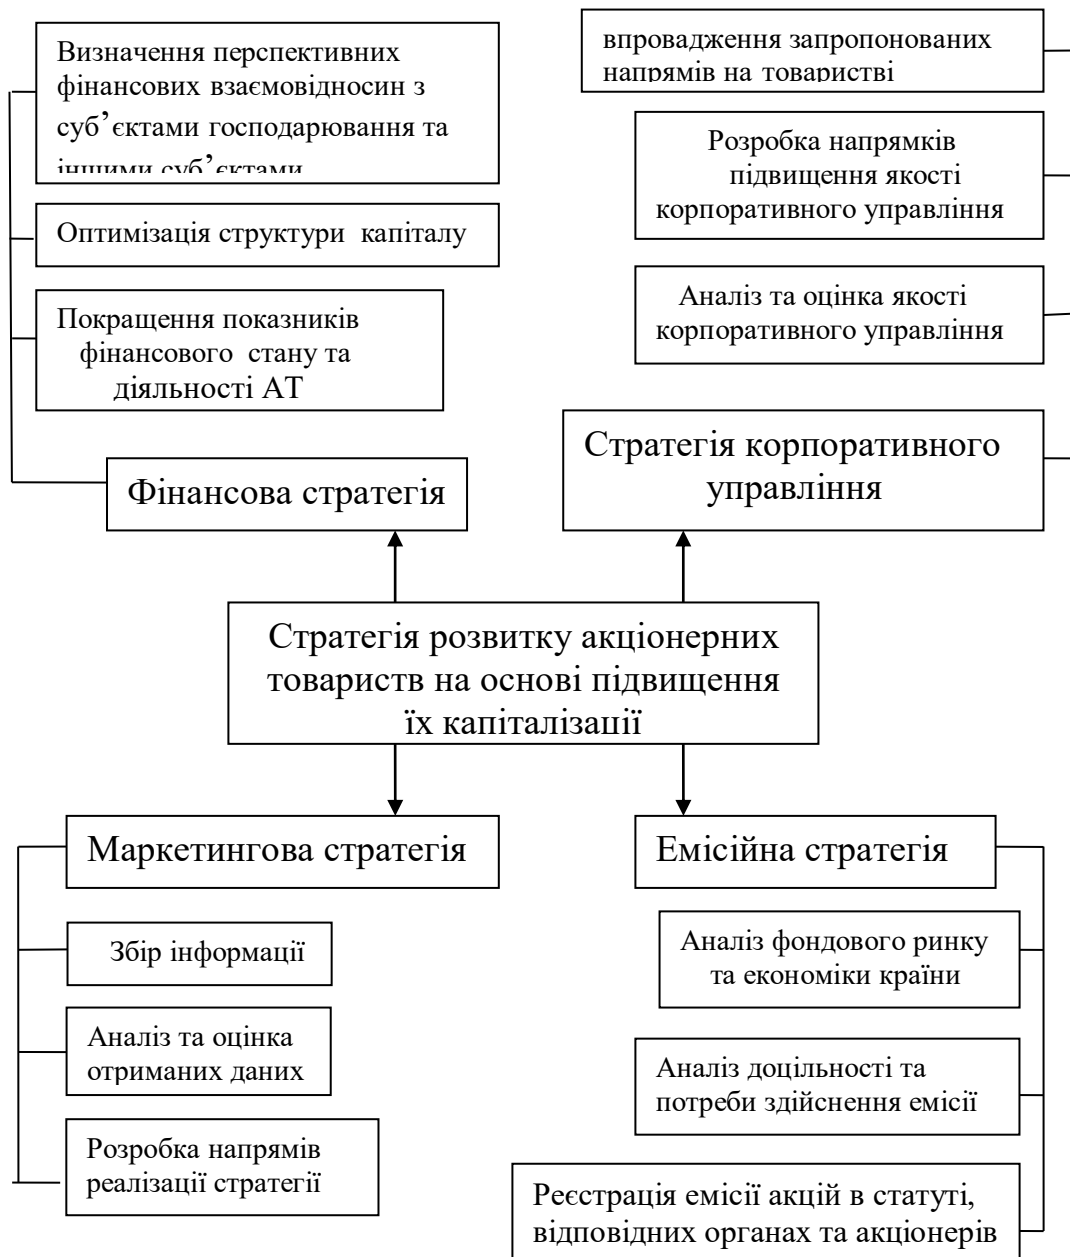 Визначення перспективних
фінансових взаємовідносин з
суб’єктами господарювання та
іншими суб’єктами
Оптимізація структури капіталу
Покращення показників
фінансового стану та
діяльності АТ
Фінансова стратегія
впровадження запропонованих
напрямів на товаристві
Розробка напрямків
підвищення якості
корпоративного управління
Аналіз та оцінка якості
корпоративного управління
Стратегія корпоративного
управління
Стратегія розвитку акціонерних
товариств на основі підвищення
їх капіталізації
Маркетингова стратегія
Збір інформації
Аналіз та оцінка
отриманих даних
Розробка напрямів
реалізації стратегії
Емісійна стратегія
Аналіз фондового ринку
та економіки країни
Аналіз доцільності та
потреби здійснення емісії
Реєстрація емісії акцій в статуті,
відповідних органах та акціонерів